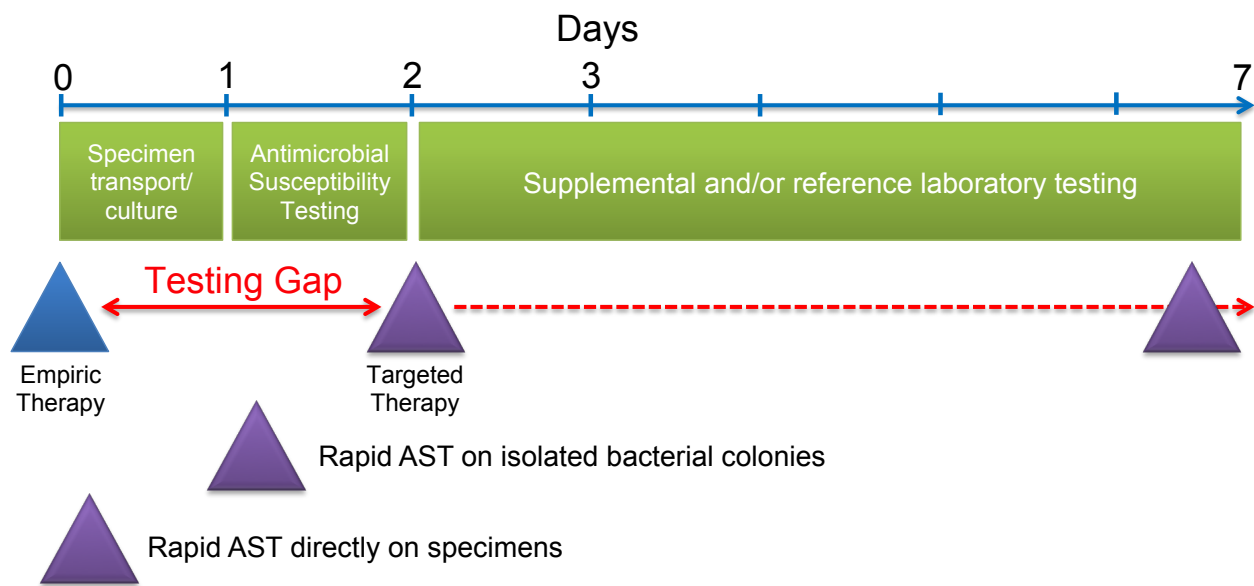 Days
0 1 2 3 7
Specimen
transport/
culture
Antimicrobial
Susceptibility
Testing
Supplemental and/or reference laboratory testing
Testing Gap
Empiric
Therapy
Targeted
Therapy
Rapid AST on isolated bacterial colonies
Rapid AST directly on specimens